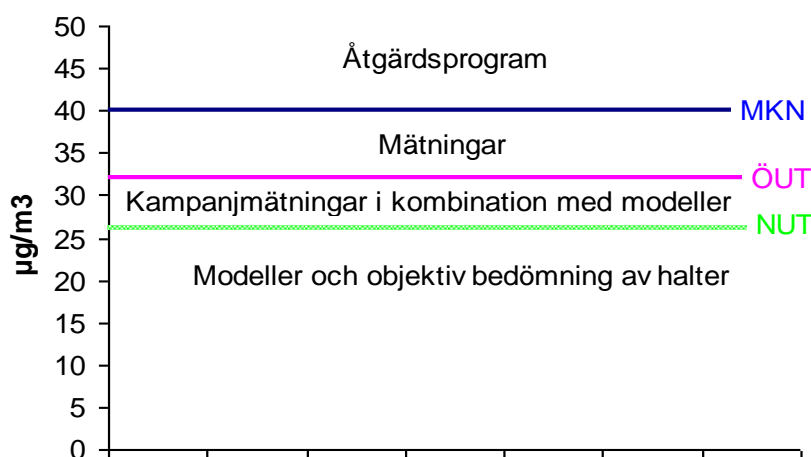 50
Åtgärdsprogram
45
40
MKN
Mätningar
35
ÖUT
30
Kampanjmätningar i kombination med modeller
NUT
25
Modeller och objektiv bedömning av halter
20
15
10
5
0
µg/m3